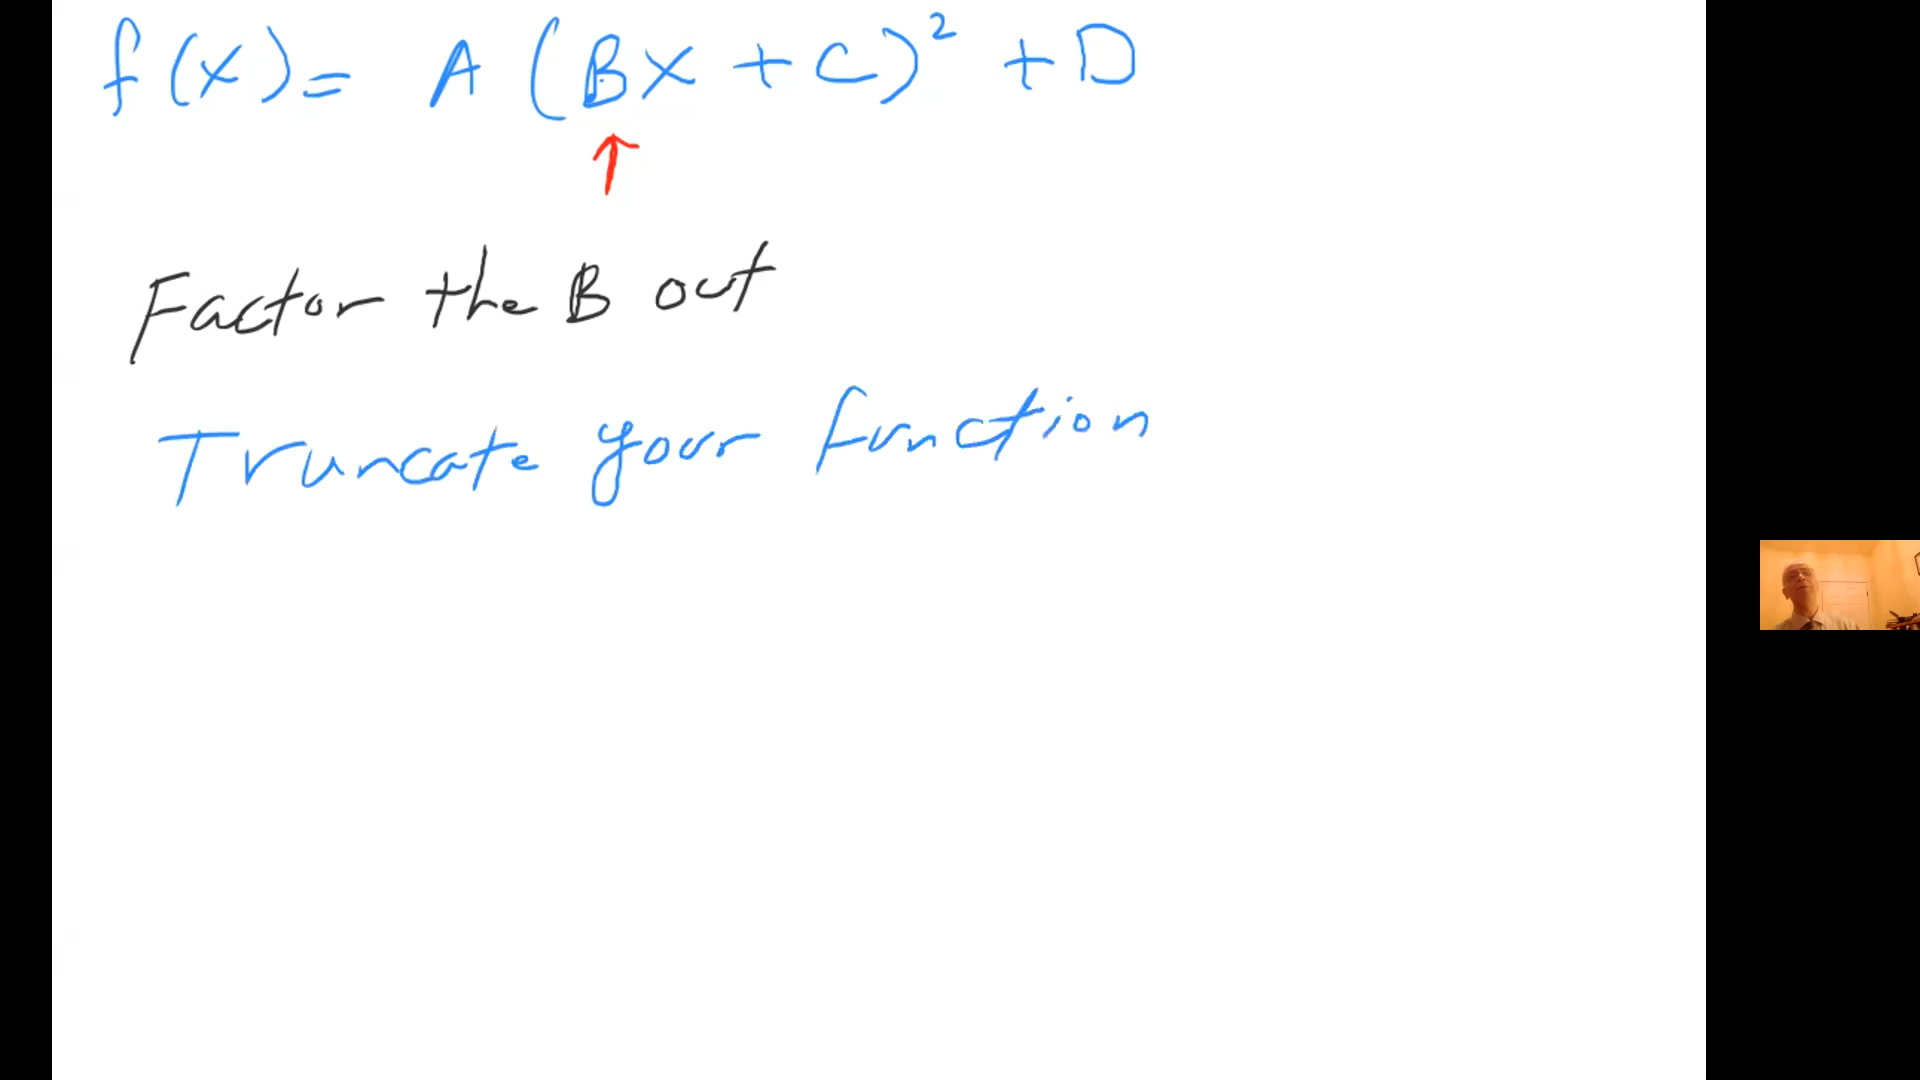 f(x) = A(Bx + C)² + D
Factor the B out
Truncate your function